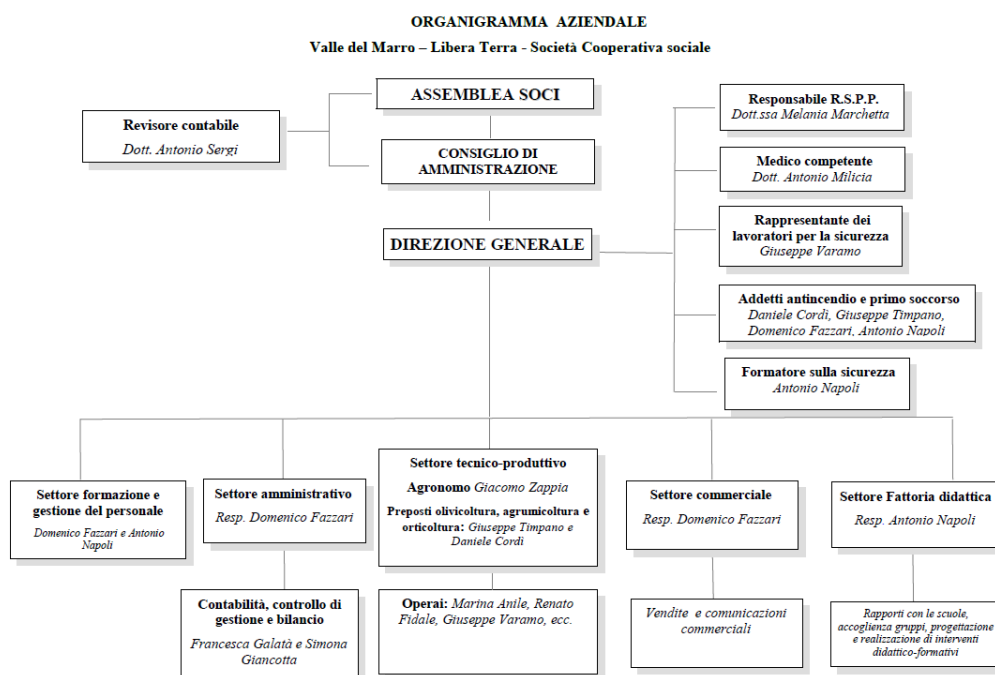 ORGANIGRAMMA AZIENDALE
Valle del Marro – Libera Terra - Società Cooperativa sociale
ASSEMBLEA SOCI
Revisore contabile
Dott. Antonio Sergi
CONSIGLIO DI
AMMINISTRAZIONE
DIREZIONE GENERALE
Responsabile R.S.P.P.
Dott.ssa Melania Marchetta
Medico competente
Dott. Antonio Milicia
Rappresentante dei
lavoratori per la sicurezza
Giuseppe Varamo
Addetti antincendio e primo soccorso
Daniele Cordì, Giuseppe Timpano,
Domenico Fazzari, Antonio Napoli
Formatore sulla sicurezza
Antonio Napoli
Settore formazione e
gestione del personale
Domenico Fazzari e Antonio
Napoli
Settore amministrativo
Resp. Domenico Fazzari
Settore tecnico-produttivo
Agronomo Giacomo Zappia
Preposti olivicoltura, agrumicoltura e
orticoltura: Giuseppe Timpano e
Daniele Cordì
Settore commerciale
Resp. Domenico Fazzari
Settore Fattoria didattica
Resp. Antonio Napoli
Contabilità, controllo di
gestione e bilancio
Francesca Galatà e Simona
Giancotta
Operai: Marina Anile, Renato
Fidale, Giuseppe Varamo, ecc.
Vendite e comunicazioni
commerciali
Rapporti con le scuole,
accoglienza gruppi, progettazione
e realizzazione di interventi
didattico-formativi